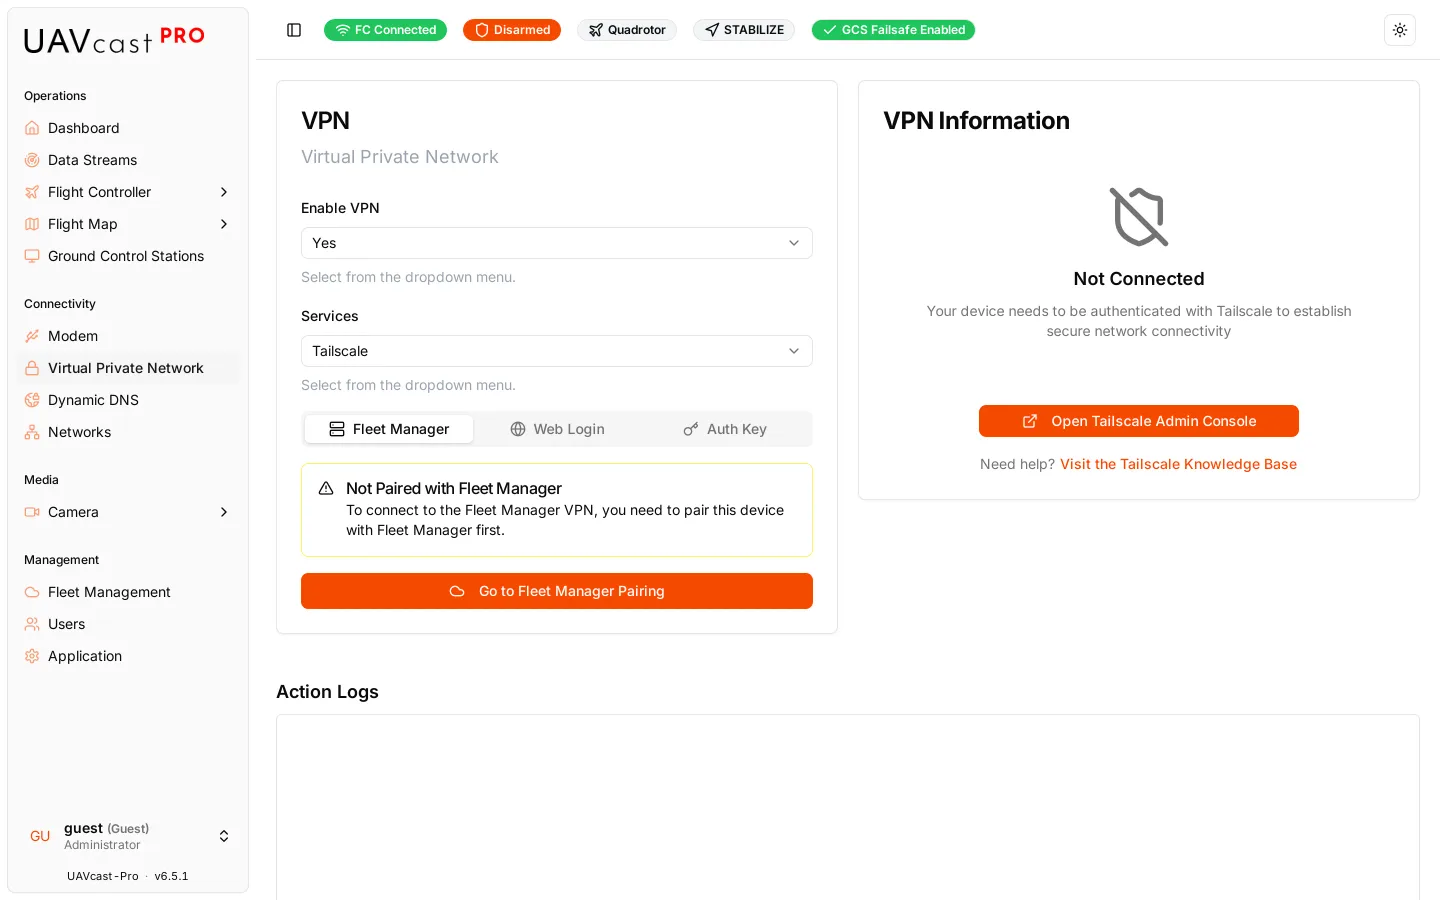 UAVcast PRO
Operations
Dashboard
Data Streams
Flight Controller
Flight Map
Ground Control Stations
Connectivity
Modem
Virtual Private Network
Dynamic DNS
Networks
Media
Camera
Management
Fleet Management
Users
Application
GU
guest (Guest)
Administrator
UAVcast-Pro · v6.5.1
FC Connected
Disarmed
Quadrotor
STABILIZE
GCS Failsafe Enabled
VPN
Virtual Private Network
Enable VPN
Yes
Select from the dropdown menu.
Services
Tailscale
Select from the dropdown menu.
Fleet Manager
Web Login
Auth Key
Not Paired with Fleet Manager
To connect to the Fleet Manager VPN, you need to pair this device
with Fleet Manager first.
Go to Fleet Manager Pairing
VPN Information
Not Connected
Your device needs to be authenticated with Tailscale to establish
secure network connectivity
Open Tailscale Admin Console
Need help? Visit the Tailscale Knowledge Base
Action Logs